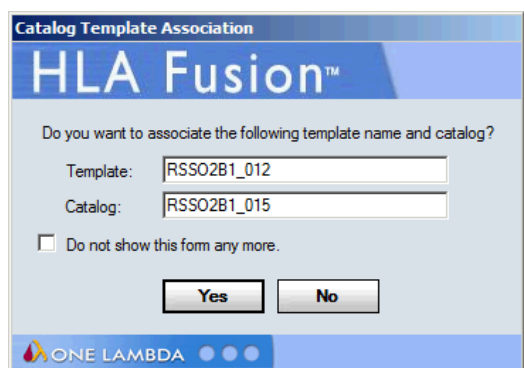 Catalog Template Association
HLA Fusion™
Do you want to associate the following template name and catalog?
Template: RSSO2B1_012
Catalog: RSSO2B1_015
Do not show this form any more.
Yes No
ONE LAMBDA